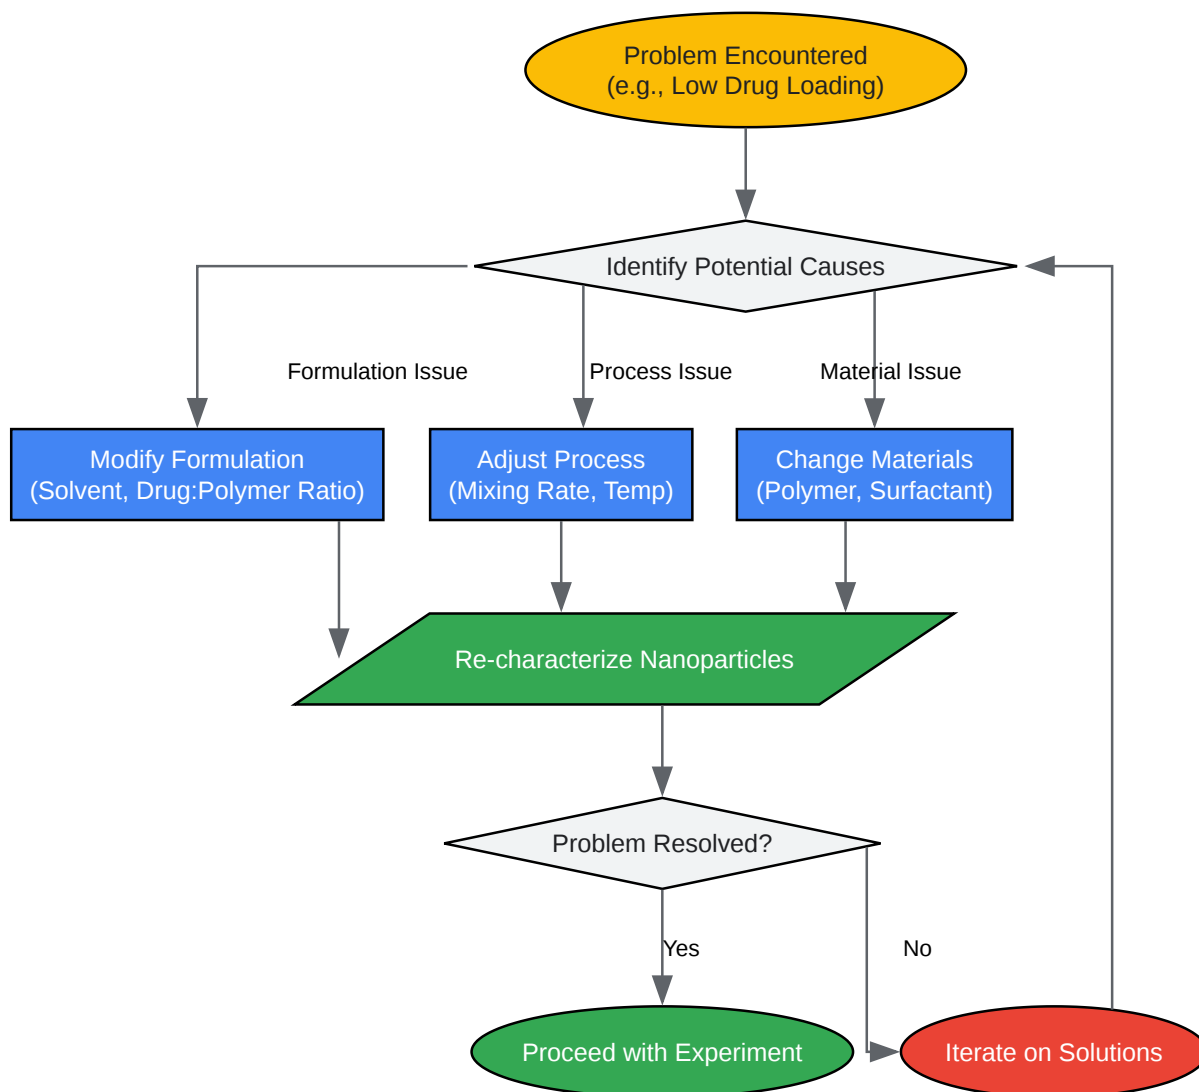 Problem Encountered
(e.g., Low Drug Loading)
Identify Potential Causes
Formulation Issue
Process Issue
Material Issue
Modify Formulation
(Solvent, Drug:Polymer Ratio)
Adjust Process
(Mixing Rate, Temp)
Change Materials
(Polymer, Surfactant)
Re-characterize Nanoparticles
Problem Resolved?
Yes
No
Proceed with Experiment
Iterate on Solutions